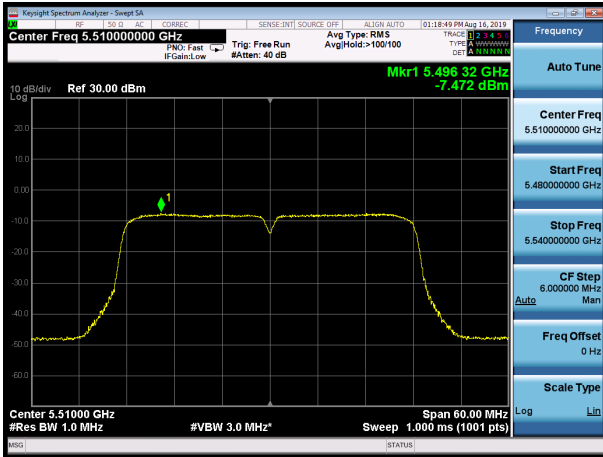 Keysight Spectrum Analyzer - Swept SA
RF 50 Ω AC CORREC SENSE:INT SOURCE OFF ALIGN AUTO 01:18:49 PM Aug 16, 2019
Center Freq 5.510000000 GHz
PNO: Fast
IFGain:Low
Trig: Free Run
#Atten: 40 dB
Avg Type: RMS
Avg|Hold:>100/100
TRACE 1 2 3 4 5 6
TYPE A WWWWW
DET A N N N N N
Mkr1 5.496 32 GHz
-7.472 dBm
10 dB/div Ref 30.00 dBm
Log
20.0
10.0
0.00
-10.0
-20.0
-30.0
-40.0
-50.0
-60.0
1
Center 5.51000 GHz Span 60.00 MHz
#Res BW 1.0 MHz #VBW 3.0 MHz* Sweep 1.000 ms (1001 pts)
MSG STATUS
Frequency
Auto Tune
Center Freq
5.510000000 GHz
Start Freq
5.480000000 GHz
Stop Freq
5.540000000 GHz
CF Step
6.000000 MHz
Auto Man
Freq Offset
0 Hz
Scale Type
Log Lin